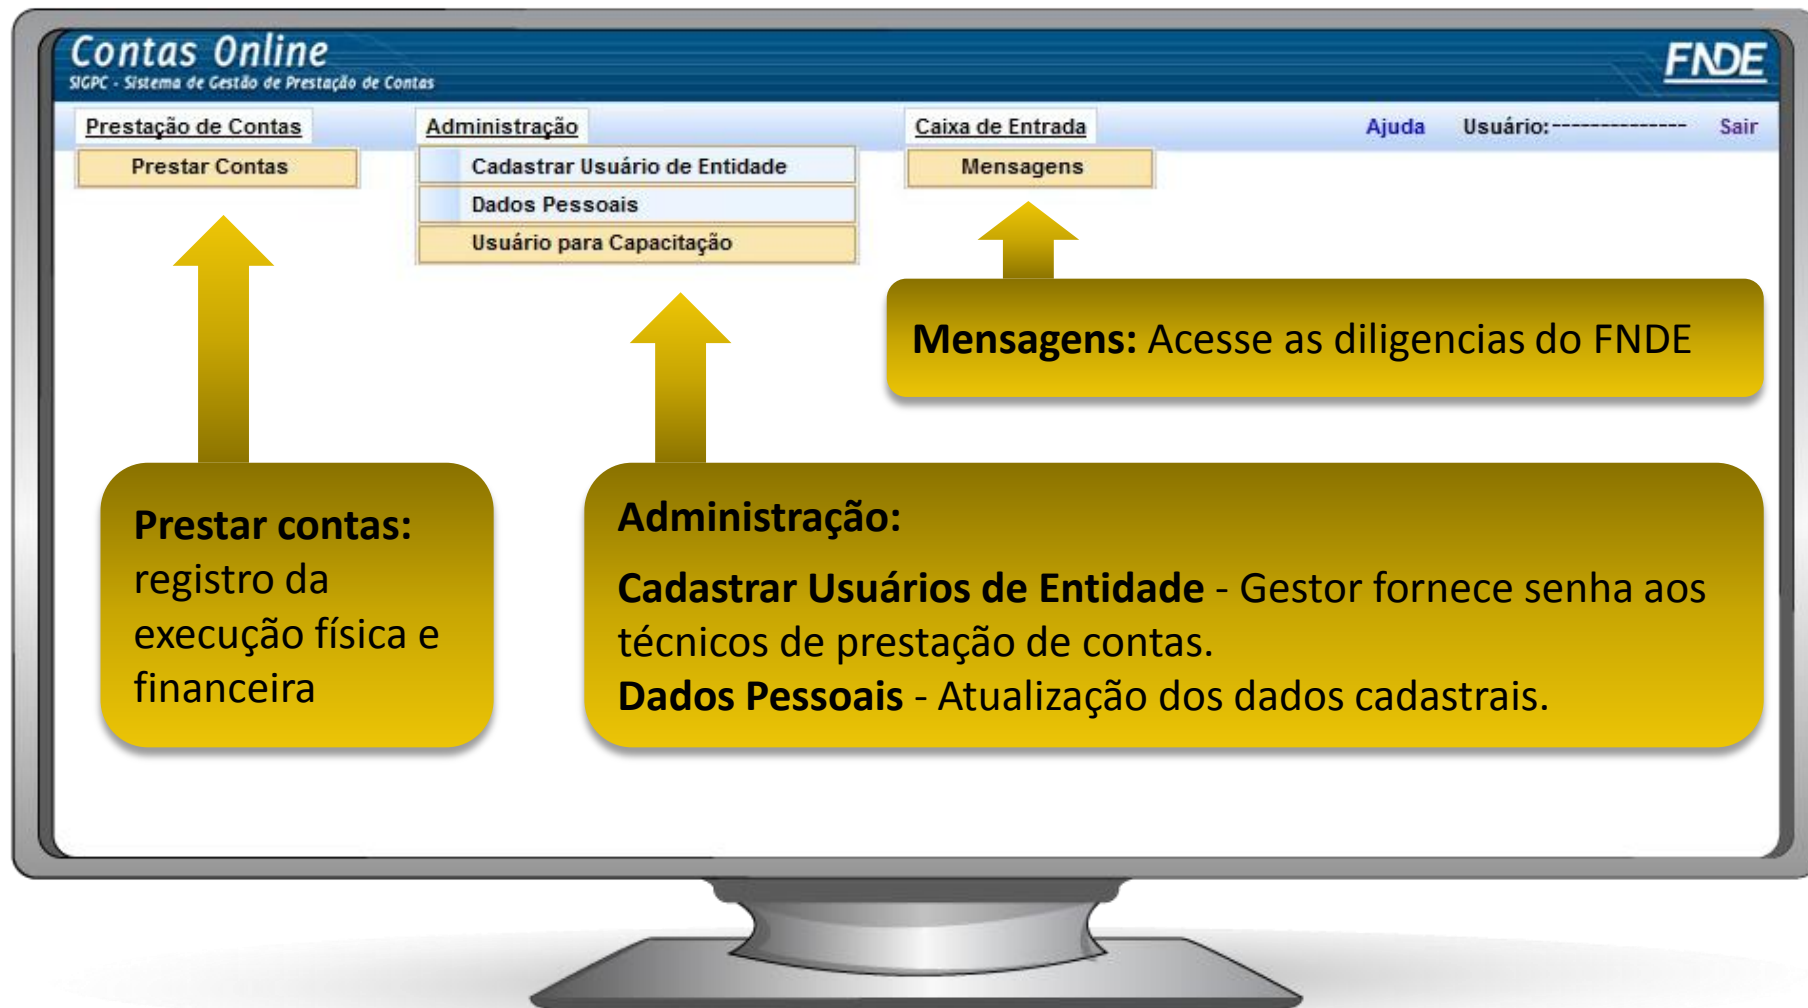 Contas Online
SIGPC - Sistema de Gestão de Prestação de Contas
FNDE
Prestação de Contas
Administração
Caixa de Entrada
Ajuda
Usuário:--------------
Sair
Prestar Contas
Cadastrar Usuário de Entidade
Dados Pessoais
Usuário para Capacitação
Mensagens
Mensagens: Acesse as diligencias do FNDE
Prestar contas:
registro da
execução física e
financeira
Administração:
Cadastrar Usuários de Entidade - Gestor fornece senha aos
técnicos de prestação de contas.
Dados Pessoais - Atualização dos dados cadastrais.